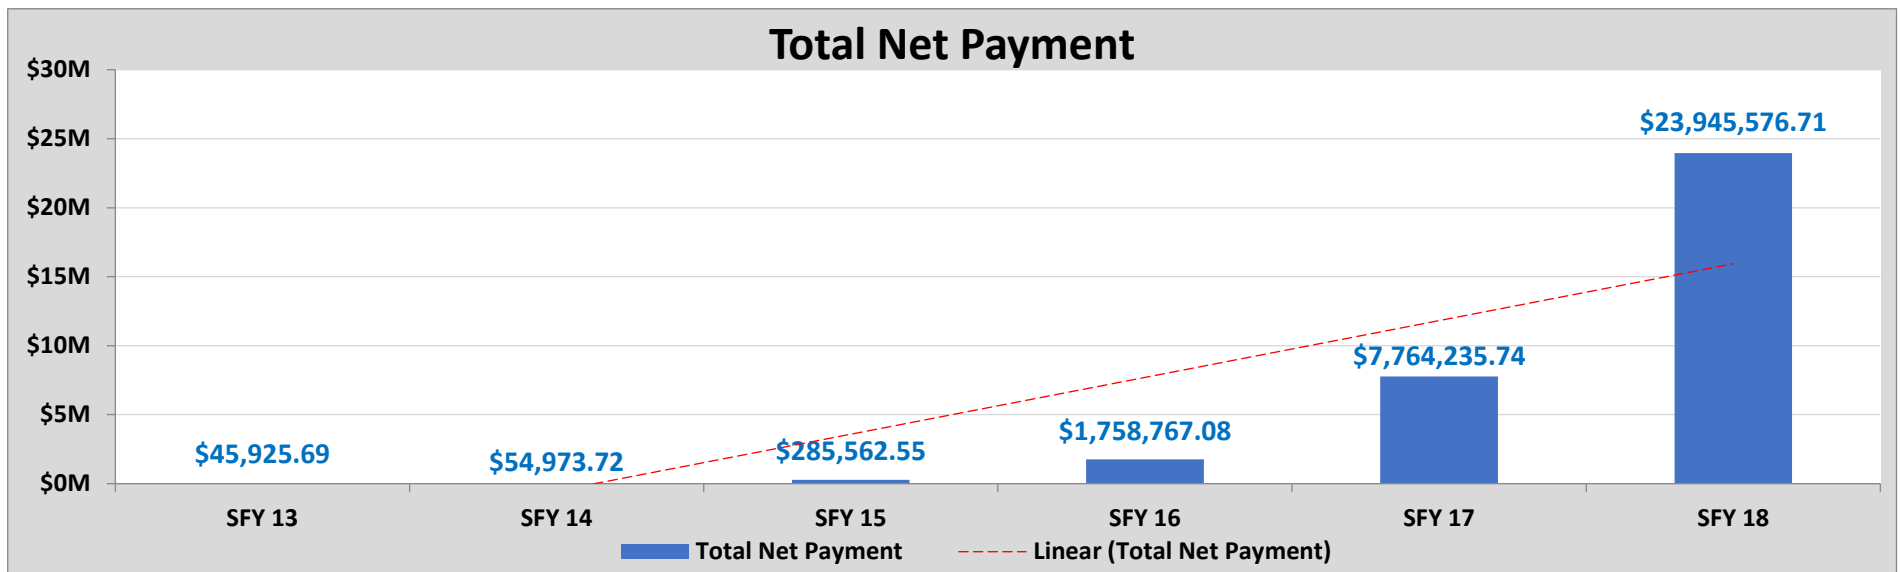 Total Net Payment
$30M
$25M
$20M
$15M
$10M
$5M
$0M
$45,925.69
$54,973.72
$285,562.55
$1,758,767.08
$7,764,235.74
$23,945,576.71
SFY 13
SFY 14
SFY 15
SFY 16
SFY 17
SFY 18
Total Net Payment
Linear (Total Net Payment)